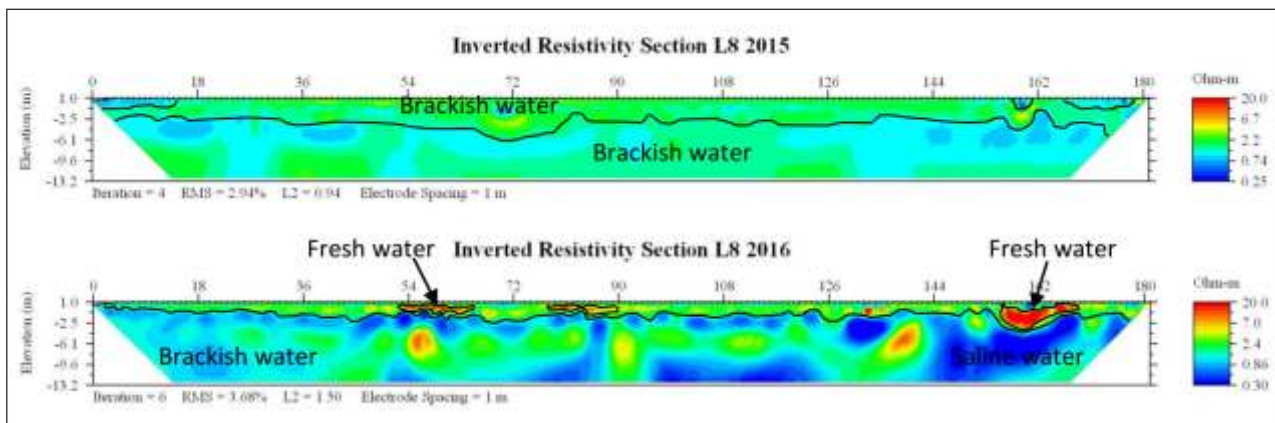 Inverted Resistivity Section L8 2015
0 18 36 54 72 90 108 126 144 162 180 Ohm-m
Elevation (m)
1.0
-2.5
-6.1
-9.6
-13.2
Brackish water
Brackish water
20.0
6.7
2.2
0.74
0.25
Iteration = 4 RMS = 2.94% L2 = 0.94 Electrode Spacing = 1 m
Fresh water Inverted Resistivity Section L8 2016 Fresh water
0 18 36 54 72 90 108 126 144 162 180 Ohm-m
Elevation (m)
1.0
-2.5
-6.1
-9.6
-13.2
Brackish water Saline water
20.0
7.0
2.4
0.86
0.30
Iteration = 6 RMS = 3.68% L2 = 1.50 Electrode Spacing = 1 m